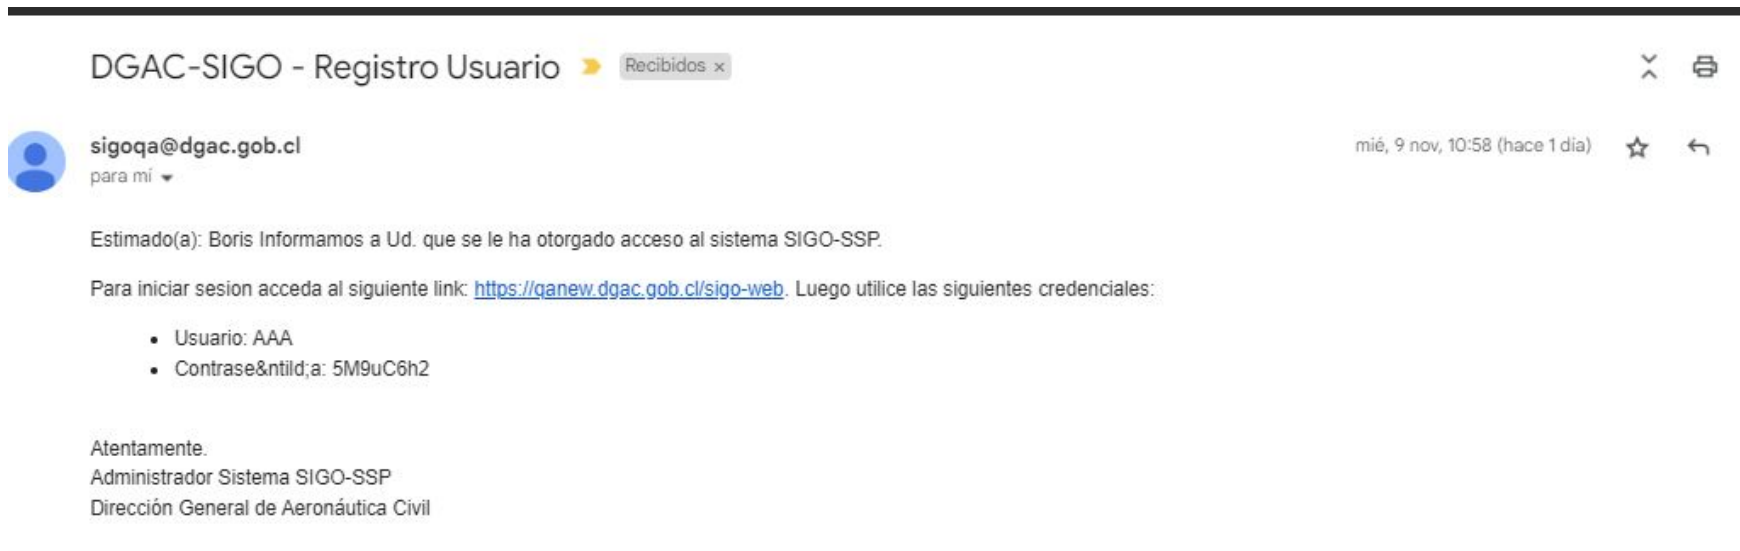 DGAC-SIGO - Registro Usuario Recibidos ×
sigoqa@dgac.gob.cl mié, 9 nov, 10:58 (hace 1 día)
para mí
Estimado(a): Boris Informamos a Ud. que se le ha otorgado acceso al sistema SIGO-SSP.
Para iniciar sesion acceda al siguiente link: https://qanew.dgac.gob.cl/sigo-web. Luego utilice las siguientes credenciales:
• Usuario: AAA
• Contrase&ntild;a: 5M9uC6h2
Atentamente.
Administrador Sistema SIGO-SSP
Dirección General de Aeronáutica Civil